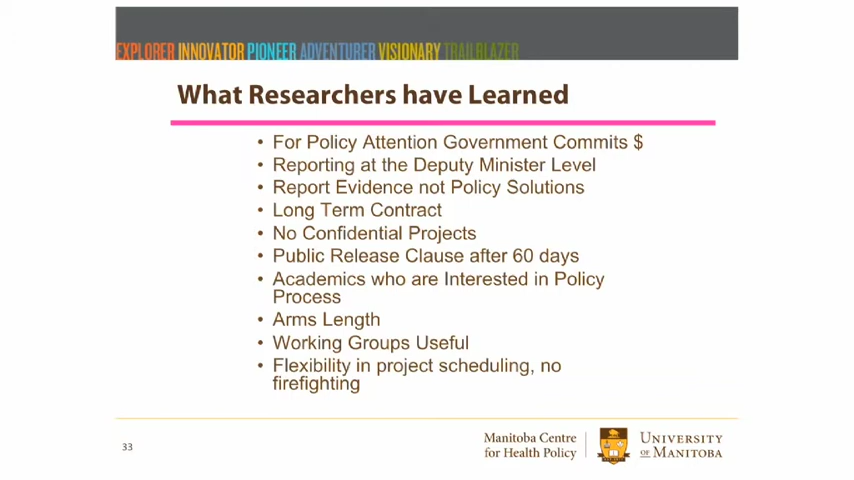 EXPLORER INNOVATOR PIONEER ADVENTURER VISIONARY TRAILBLAZER
What Researchers have Learned
• For Policy Attention Government Commits $
• Reporting at the Deputy Minister Level
• Report Evidence not Policy Solutions
• Long Term Contract
• No Confidential Projects
• Public Release Clause after 60 days
• Academics who are Interested in Policy
Process
• Arms Length
• Working Groups Useful
• Flexibility in project scheduling, no
firefighting
33
Manitoba Centre
for Health Policy
UNIVERSITY
OF MANITOBA